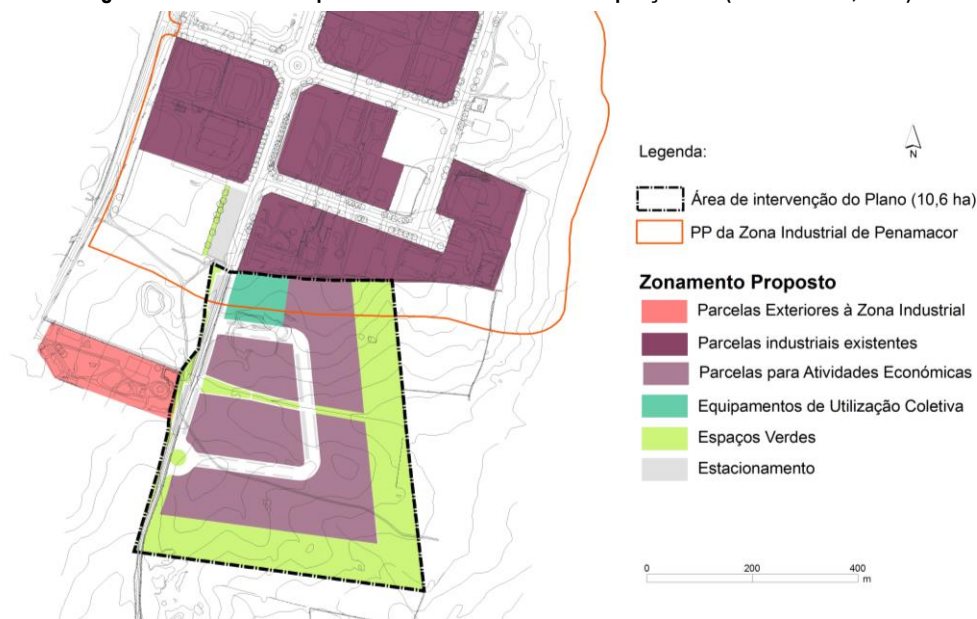 Legenda:
N
Área de intervenção do Plano (10,6 ha)
PP da Zona Industrial de Penamacor
Zonamento Proposto
Parcelas Exteriores à Zona Industrial
Parcelas industriais existentes
Parcelas para Atividades Económicas
Equipamentos de Utilização Coletiva
Espaços Verdes
Estacionamento
0 200 400
m